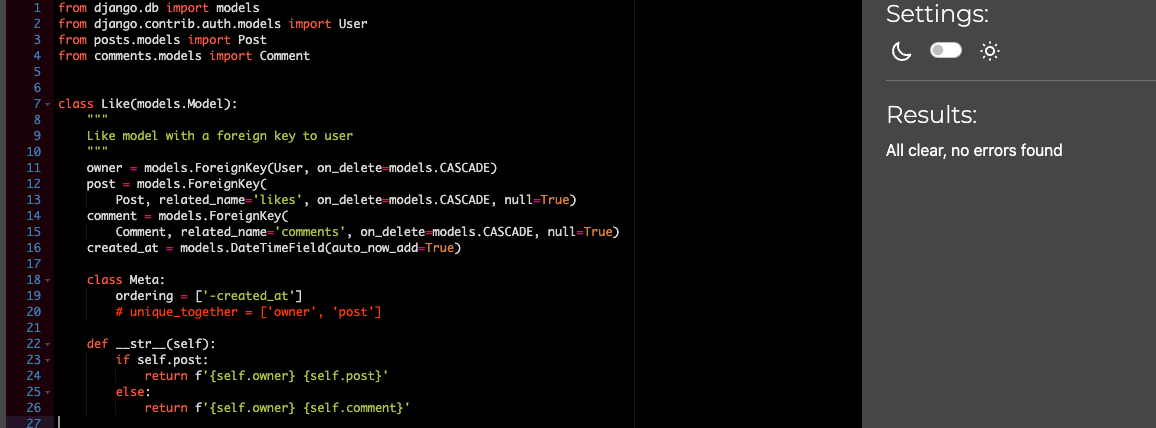 1 from django.db import models
2 from django.contrib.auth.models import User
3 from posts.models import Post
4 from comments.models import Comment
5
6
7 class Like(models.Model):
8     """
9     Like model with a foreign key to user
10     """
11     owner = models.ForeignKey(User, on_delete=models.CASCADE)
12     post = models.ForeignKey(
13         Post, related_name='likes', on_delete=models.CASCADE, null=True)
14     comment = models.ForeignKey(
15         Comment, related_name='comments', on_delete=models.CASCADE, null=True)
16     created_at = models.DateTimeField(auto_now_add=True)
17
18     class Meta:
19         ordering = ['-created_at']
20         # unique_together = ['owner', 'post']
21
22     def __str__(self):
23         if self.post:
24             return f'{self.owner} {self.post}'
25         else:
26             return f'{self.owner} {self.comment}'
27
Settings:
Results:
All clear, no errors found